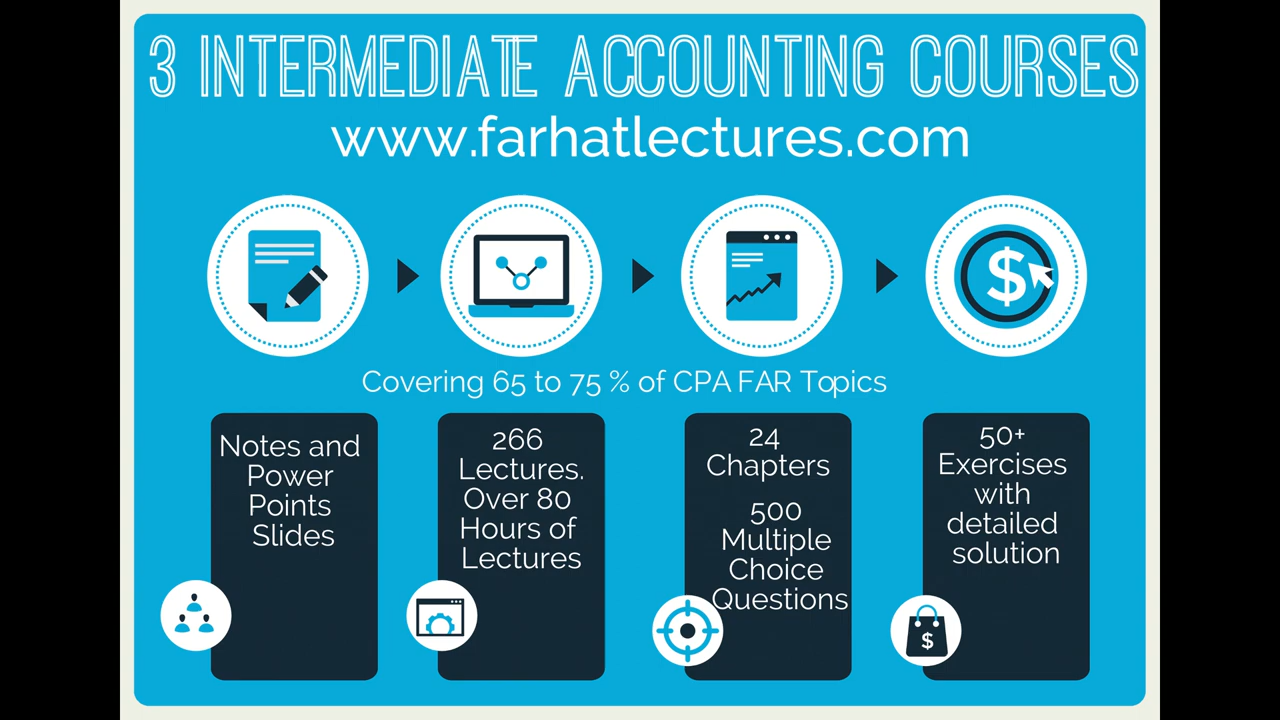 3 INTERMEDIATE ACCOUNTING COURSES
www.farhatlectures.com
Covering 65 to 75 % of CPA FAR Topics
Notes and
Power
Points
Slides
266
Lectures.
Over 80
Hours of
Lectures
24
Chapters
500
Multiple
Choice
Questions
50+
Exercises
with
detailed
solution
$
$